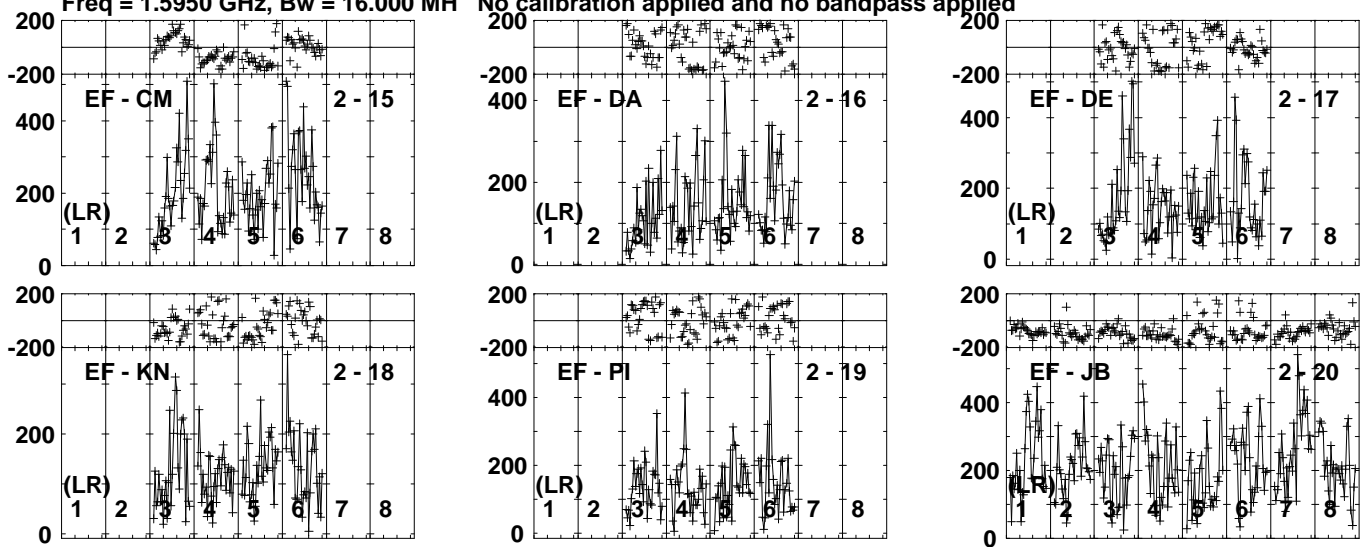 Freq = 1.5950 GHz, Bw = 16.000 MH No calibration applied and no bandpass applied
200
-200
EF - CM 2 - 15
400
200
(LR)
1 2 3 4 5 6 7 8
0
EF - DA 2 - 16
400
200
(LR)
1 2 3 4 5 6 7 8
0
200
-200
EF - DE 2 - 17
400
200
(LR)
1 2 3 4 5 6 7 8
0
200
-200
EF - KN 2 - 18
200
(LR)
1 2 3 4 5 6 7 8
0
EF - PI 2 - 19
400
200
(LR)
1 2 3 4 5 6 7 8
0
200
-200
EF - JB 2 - 20
400
200
(LR)
1 2 3 4 5 6 7 8
0